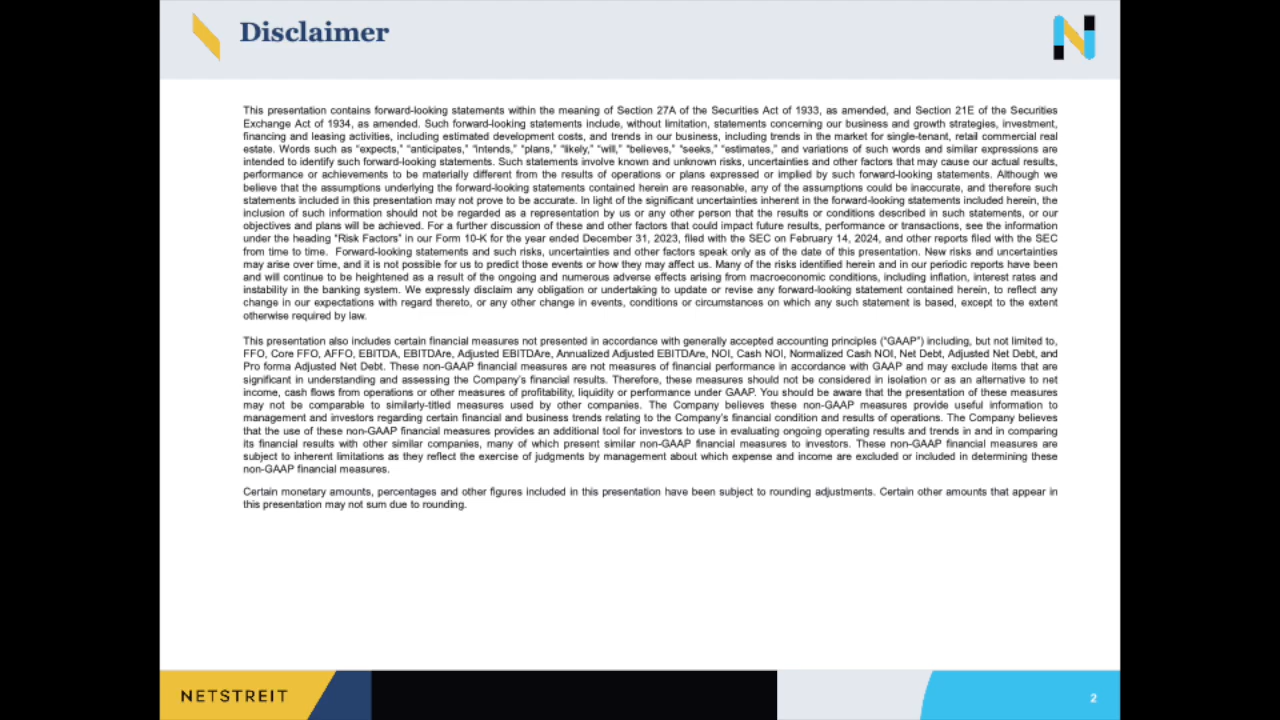 Disclaimer
This presentation contains forward-looking statements within the meaning of Section 27A of the Securities Act of 1933, as amended, and Section 21E of the Securities
Exchange Act of 1934, as amended. Such forward-looking statements include, without limitation, statements concerning our business and growth strategies, investment,
financing and leasing activities, including estimated development costs, and trends in our business, including trends in the market for single-tenant, retail commercial real
estate. Words such as “expects,” “anticipates,” “intends,” “plans,” “likely,” “will,” “believes,” “seeks,” “estimates,” and variations of such words and similar expressions are
intended to identify such forward-looking statements. Such statements involve known and unknown risks, uncertainties and other factors that may cause our actual results,
performance or achievements to be materially different from the results of operations or plans expressed or implied by such forward-looking statements. Although we
believe that the assumptions underlying the forward-looking statements contained herein are reasonable, any of the assumptions could be inaccurate, and therefore such
statements included in this presentation may not prove to be accurate. In light of the significant uncertainties inherent in the forward-looking statements included herein, the
inclusion of such information should not be regarded as a representation by us or any other person that the results or conditions described in such statements, or our
objectives and plans will be achieved. For a further discussion of these and other factors that could impact future results, performance or transactions, see the information
under the heading “Risk Factors” in our Form 10-K for the year ended December 31, 2023, filed with the SEC on February 14, 2024, and other reports filed with the SEC
from time to time. Forward-looking statements and such risks, uncertainties and other factors speak only as of the date of this presentation. New risks and uncertainties
may arise over time, and it is not possible for us to predict those events or how they may affect us. Many of the risks identified herein and in our periodic reports have been
and will continue to be heightened as a result of the ongoing and numerous adverse effects arising from macroeconomic conditions, including inflation, interest rates and
instability in the banking system. We expressly disclaim any obligation or undertaking to update or revise any forward-looking statement contained herein, to reflect any
change in our expectations with regard thereto, or any other change in events, conditions or circumstances on which any such statement is based, except to the extent
otherwise required by law.
This presentation also includes certain financial measures not presented in accordance with generally accepted accounting principles (“GAAP”) including, but not limited to,
FFO, Core FFO, AFFO, EBITDA, EBITDAre, Adjusted EBITDAre, Annualized Adjusted EBITDAre, NOI, Cash NOI, Normalized Cash NOI, Net Debt, Adjusted Net Debt, and
Pro forma Adjusted Net Debt. These non-GAAP financial measures are not measures of financial performance in accordance with GAAP and may exclude items that are
significant in understanding and assessing the Company’s financial results. Therefore, these measures should not be considered in isolation or as an alternative to net
income, cash flows from operations or other measures of profitability, liquidity or performance under GAAP. You should be aware that the presentation of these measures
may not be comparable to similarly-titled measures used by other companies. The Company believes these non-GAAP measures provide useful information to
management and investors regarding certain financial and business trends relating to the Company’s financial condition and results of operations. The Company believes
that the use of these non-GAAP financial measures provides an additional tool for investors to use in evaluating ongoing operating results and trends in and in comparing
its financial results with other similar companies, many of which present similar non-GAAP financial measures to investors. These non-GAAP financial measures are
subject to inherent limitations as they reflect the exercise of judgments by management about which expense and income are excluded or included in determining these
non-GAAP financial measures.
Certain monetary amounts, percentages and other figures included in this presentation have been subject to rounding adjustments. Certain other amounts that appear in
this presentation may not sum due to rounding.
NETSTREIT
2